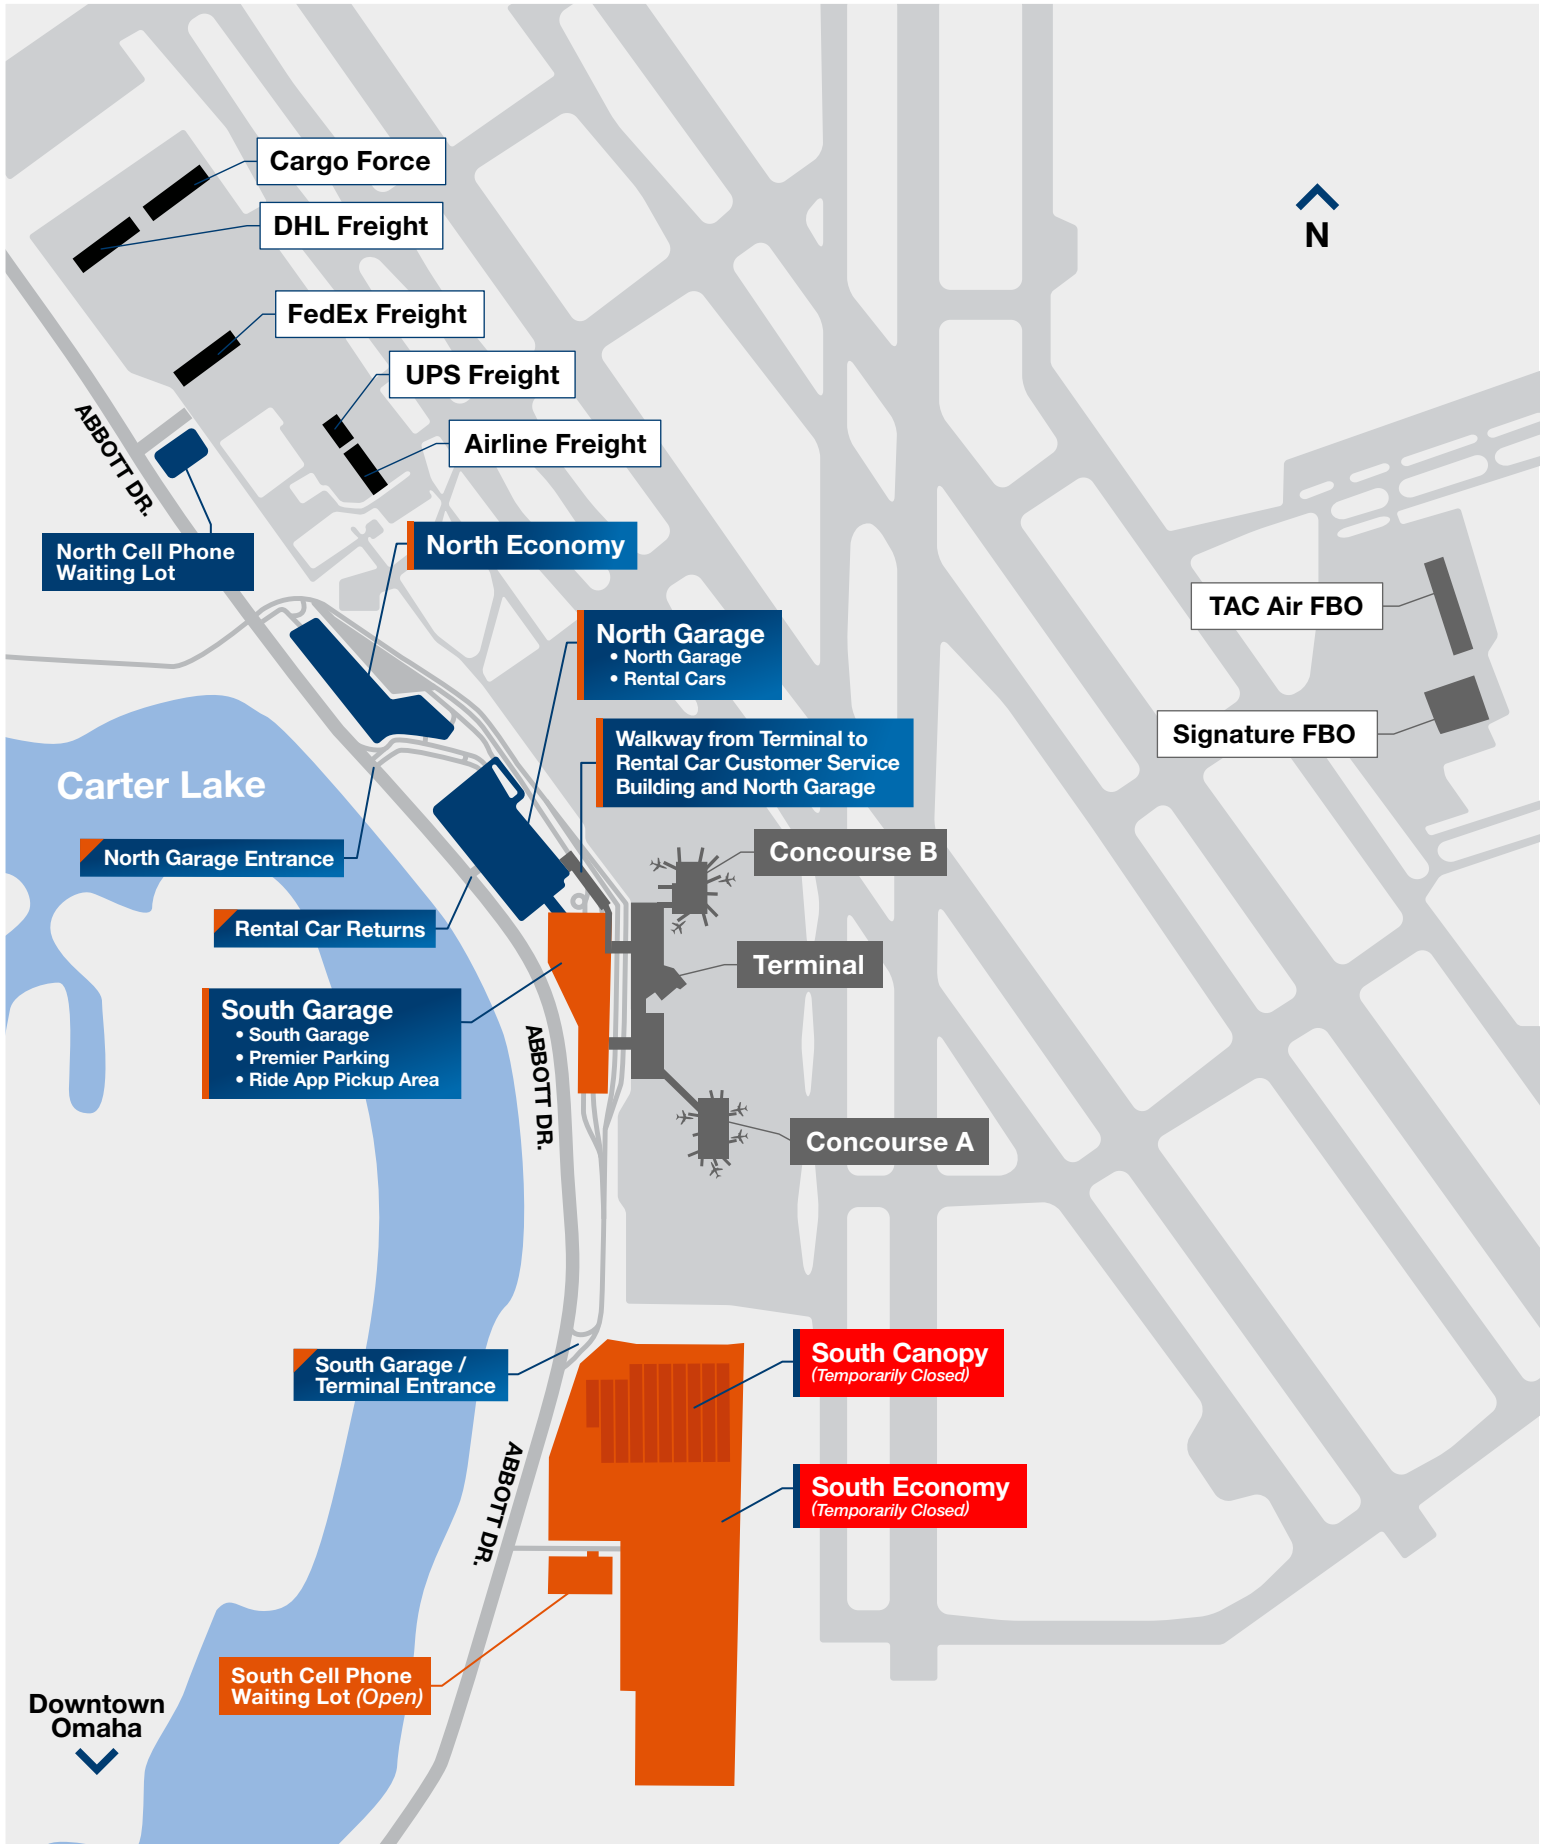 Cargo Force
DHL Freight
N
FedEx Freight
UPS Freight
ABBOTT DR.
Airline Freight
North Economy
North Cell Phone
Waiting Lot
TAC Air FBO
North Garage
• North Garage
• Rental Cars
Signature FBO
Walkway from Terminal to
Rental Car Customer Service
Building and North Garage
Carter Lake
North Garage Entrance
Concourse B
Rental Car Returns
Terminal
South Garage
• South Garage
• Premier Parking
• Ride App Pickup Area
ABBOTT DR.
Concourse A
South Canopy
(Temporarily Closed)
South Garage /
Terminal Entrance
ABBOTT DR.
South Economy
(Temporarily Closed)
South Cell Phone
Waiting Lot (Open)
Downtown
Omaha